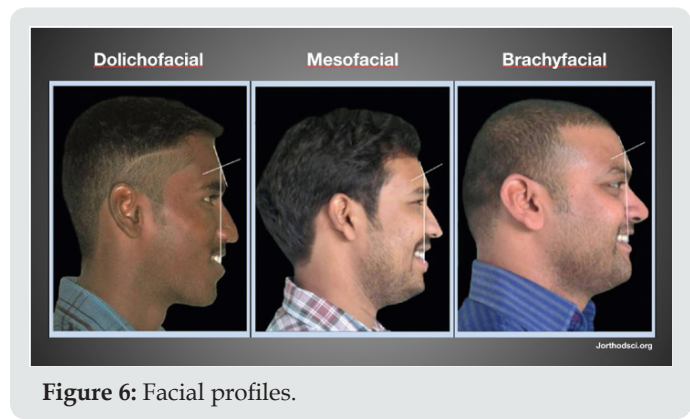 Dolichofacial
Mesofacial
Brachyfacial
Jorthodsci.org
Figure 6: Facial profiles.